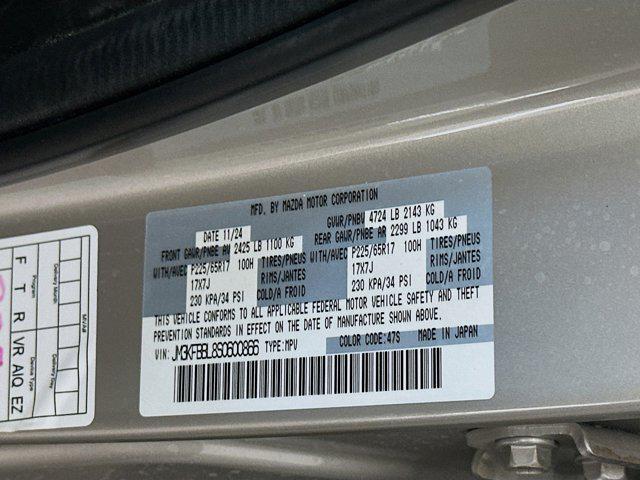 MFD. BY MAZDA MOTOR CORPORATION
DATE 11/24 GVWR/PNBV 4724 LB 2143 KG
FRONT GAWR/PNBE AV 2425 LB 1100 KG REAR GAWR/PNBE AR 2299 LB 1043 KG
WITH/AVEC P225/65R17 100H TIRES/PNEUS WITH/AVEC P225/65R17 100H TIRES/PNEUS
17X7J RIMS/JANTES 17X7J RIMS/JANTES
230 KPA/34 PSI COLD/A FROID 230 KPA/34 PSI COLD/A FROID
THIS VEHICLE CONFORMS TO ALL APPLICABLE FEDERAL MOTOR VEHICLE SAFETY AND THEFT
PREVENTION STANDARDS IN EFFECT ON THE DATE OF MANUFACTURE SHOWN ABOVE.
VIN: JM3KFBBL8S0600866 TYPE:MPV COLOR CODE:47S MADE IN JAPAN
F T R VR AIQ EZ
Program